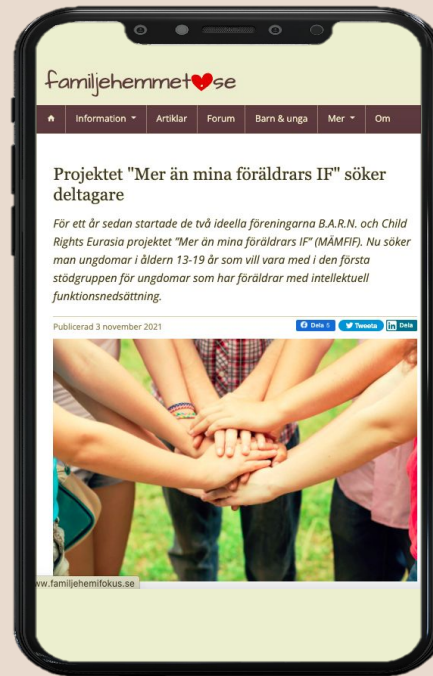 familjehemmet.se
Information
Artiklar
Forum
Barn & unga
Mer
Om
Projektet "Mer än mina föräldrars IF" söker
deltagare
För ett år sedan startade de två ideella föreningarna B.A.R.N. och Child
Rights Eurasia projektet "Mer än mina föräldrars IF" (MÄMFIF). Nu söker
man ungdomar i åldern 13-19 år som vill vara med i den första
stödgruppen för ungdomar som har föräldrar med intellektuell
funktionsnedsättning.
Publicerad 3 november 2021
Dela 5
Tweeta
Dela
ww.familjehemifokus.se